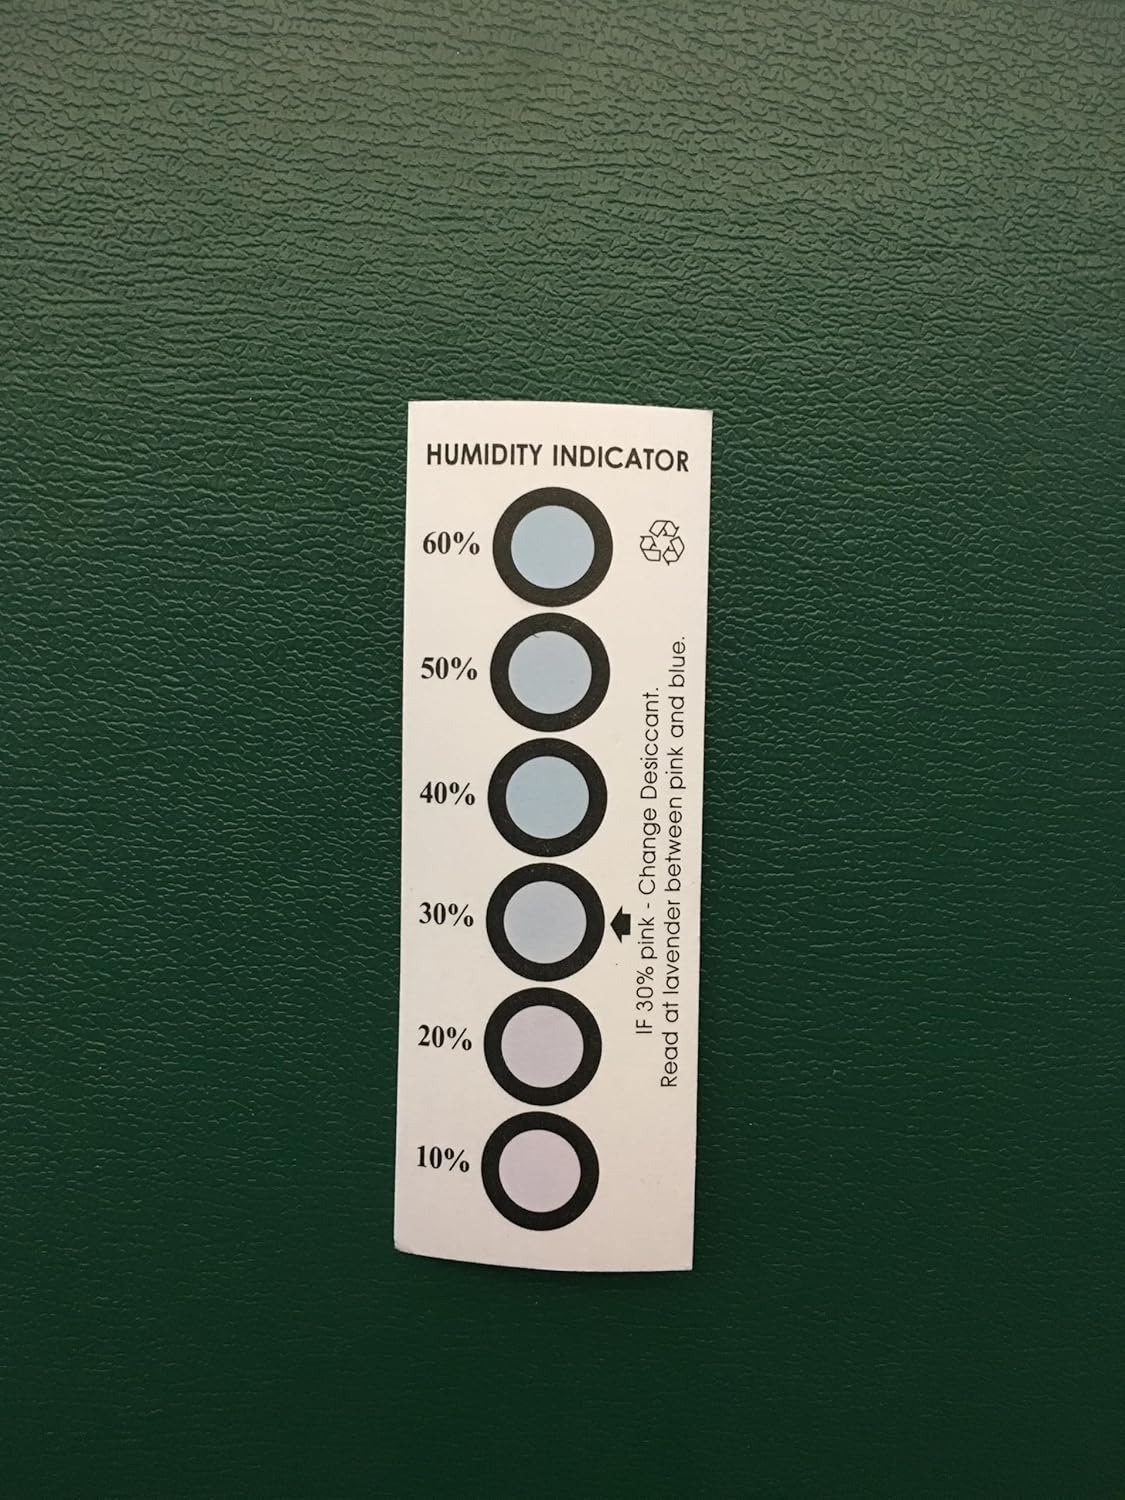 HUMIDITY INDICATOR
60%
50%
40%
30%
20%
10%
IF 30% pink - Change Desiccant.
Read at lavender between pink and blue.